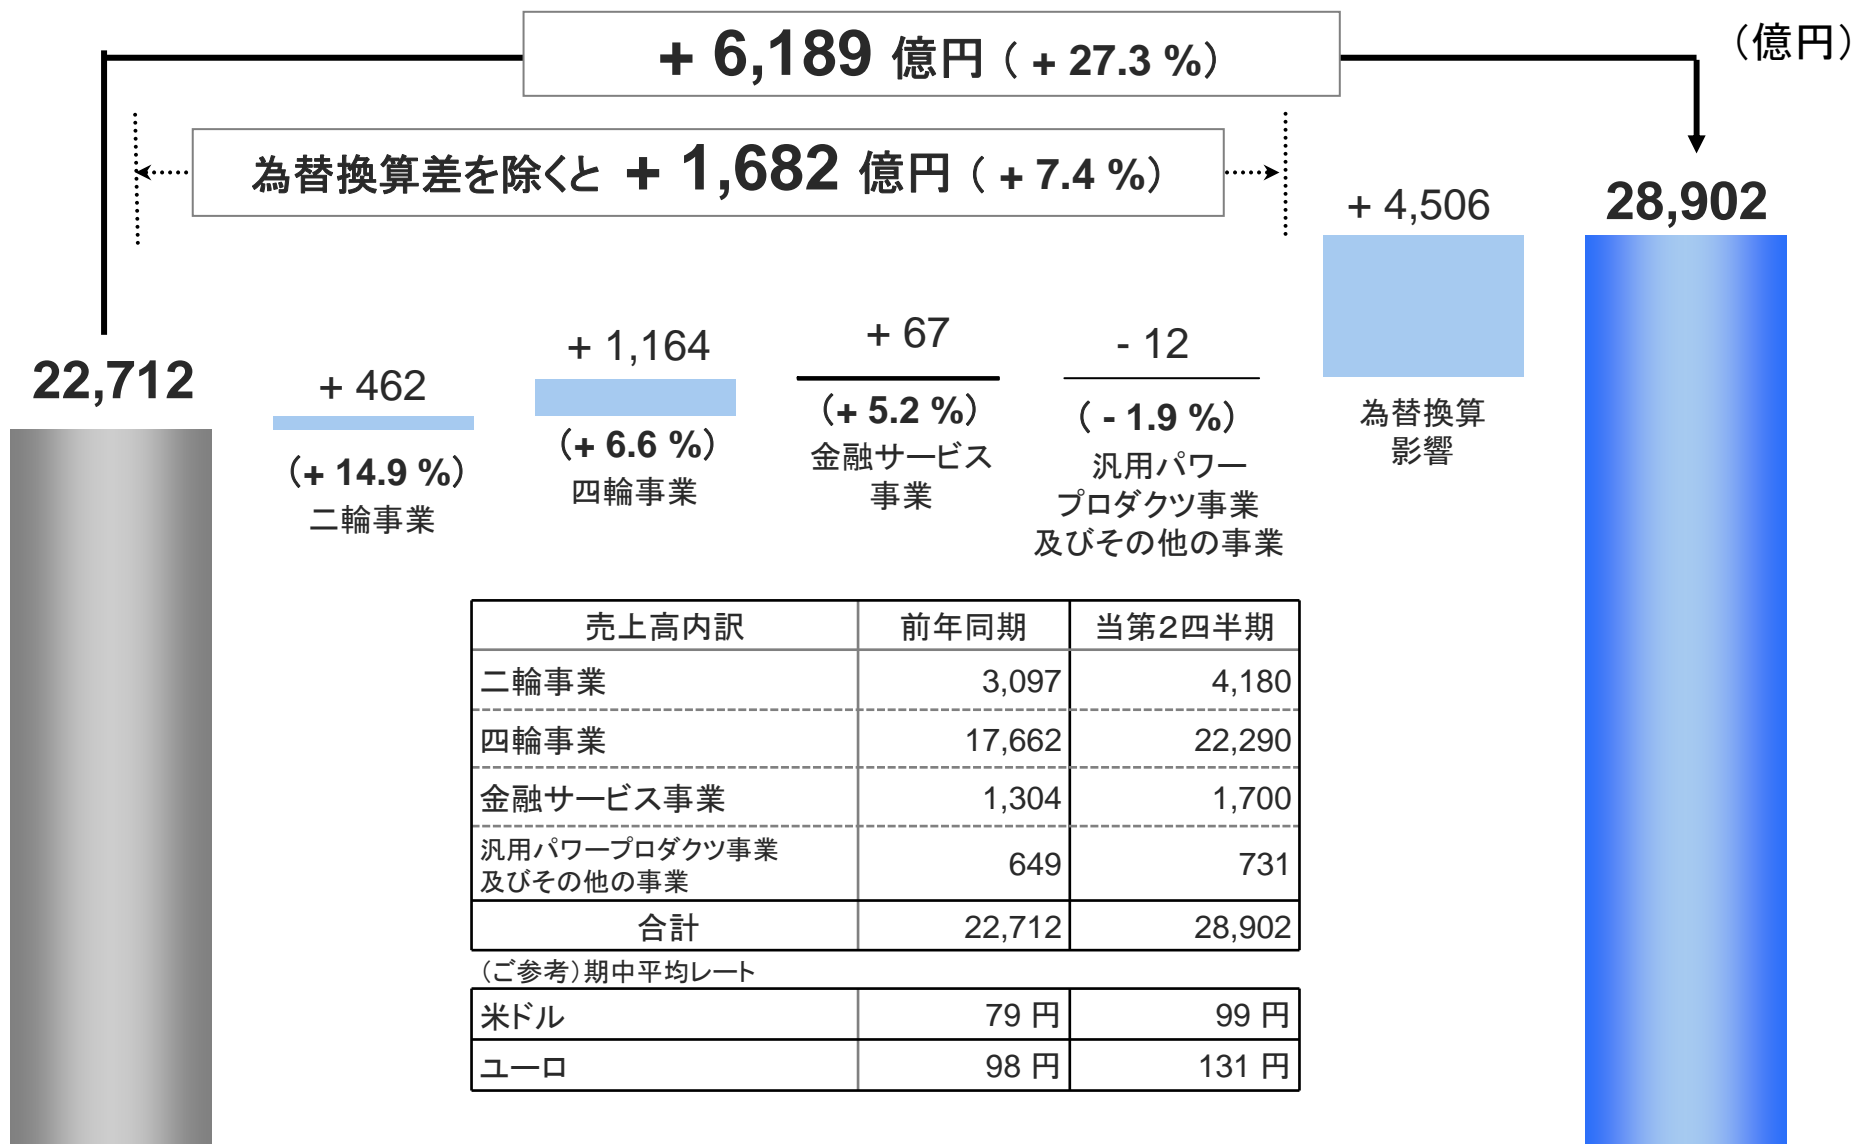 + 6,189 億円（ + 27.3 %）
（億円）
為替換算差を除くと + 1,682 億円（ + 7.4 %）
22,712
+ 462
（+ 14.9 %）
二輪事業
+ 1,164
（+ 6.6 %）
四輪事業
+ 67
（+ 5.2 %）
金融サービス
事業
- 12
（ - 1.9 %）
汎用パワー
プロダクツ事業
及びその他の事業
+ 4,506
為替換算
影響
28,902
売上高内訳 前年同期 当第２四半期
二輪事業 3,097 4,180
四輪事業 17,662 22,290
金融サービス事業 1,304 1,700
汎用パワープロダクツ事業
及びその他の事業 649 731
合計 22,712 28,902
（ご参考）期中平均レート
米ドル 79 円 99 円
ユーロ 98 円 131 円